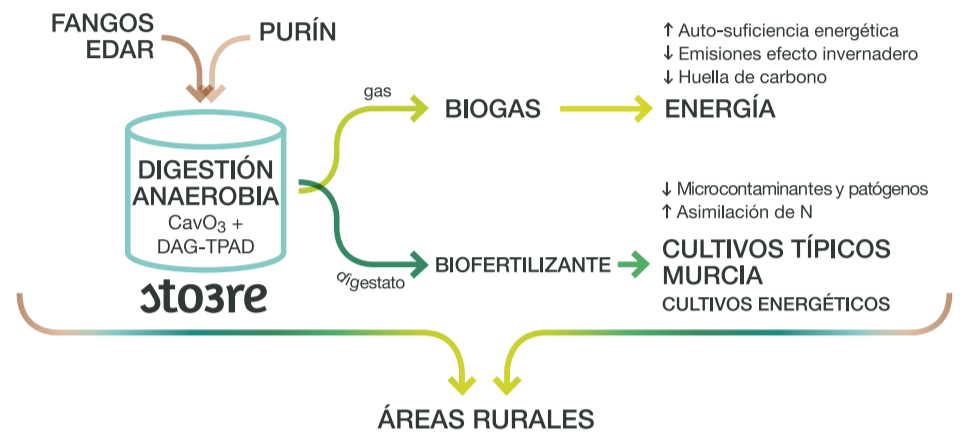 FANGOS
EDAR
PURÍN
DIGESTIÓN
ANAEROBIA
CavO₃ +
DAG-TPAD
sto3re
gas
BIOGAS
↑ Auto-suficiencia energética
↓ Emisiones efecto invernadero
↓ Huella de carbono
ENERGÍA
digestato
BIOFERTILIZANTE
↓ Microcontaminantes y patógenos
↑ Asimilación de N
CULTIVOS TÍPICOS
MURCIA
CULTIVOS ENERGÉTICOS
ÁREAS RURALES